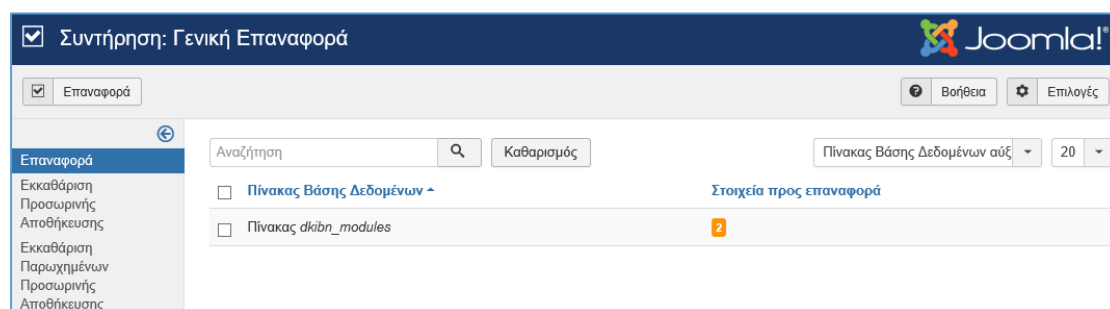 Συντήρηση: Γενική Επαναφορά
Joomla!®
Επαναφορά
Βοήθεια
Επιλογές
Επαναφορά
Εκκαθάριση
Προσωρινής
Αποθήκευσης
Εκκαθάριση
Παρωχημένων
Προσωρινής
Αποθήκευσης
Αναζήτηση
Καθαρισμός
Πίνακας Βάσης Δεδομένων αύξ
20
Πίνακας Βάσης Δεδομένων
Στοιχεία προς επαναφορά
Πίνακας dkibn_modules
2